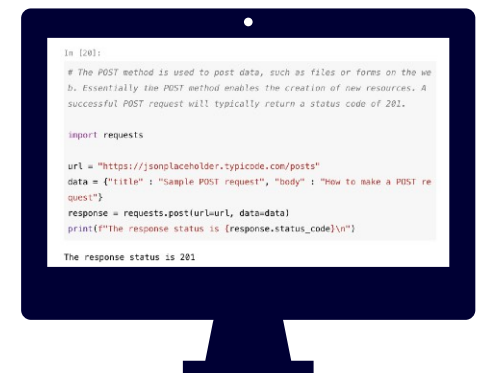 In [20]:
# The POST method is used to post data, such as files or forms on the we
b. Essentially the POST method enables the creation of new resources. A
successful POST request will typically return a status code of 201.
import requests
url = "https://jsonplaceholder.typicode.com/posts"
data = {"title" : "Sample POST request", "body" : "How to make a POST re
quest"}
response = requests.post(url=url, data=data)
print(f"The response status is {response.status_code}\n")
The response status is 201